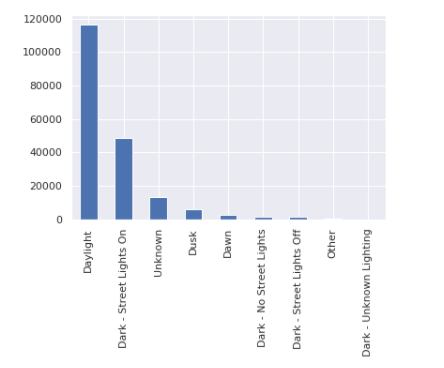 120000
100000
80000
60000
40000
20000
0
Daylight
Dark - Street Lights On
Unknown
Dusk
Dawn
Dark - No Street Lights
Dark - Street Lights Off
Other
Dark - Unknown Lighting